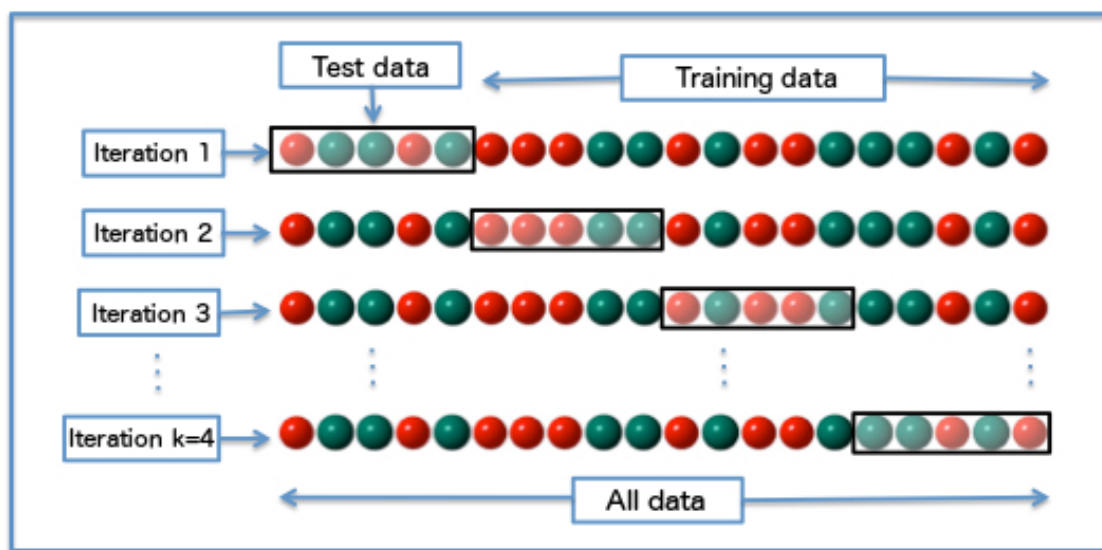 Test data
Training data
Iteration 1
Iteration 2
Iteration 3
Iteration k=4
All data